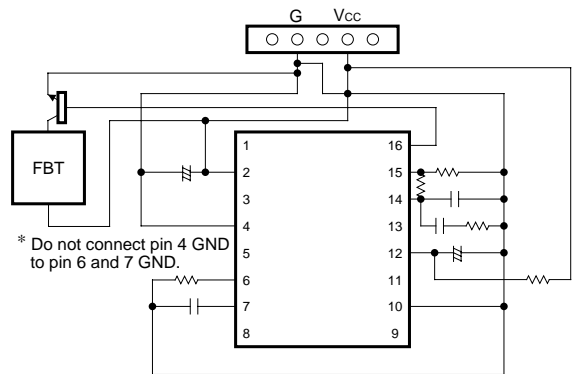 G Vcc
1 16
FBT
2 15
3 14
4 13
* Do not connect pin 4 GND
to pin 6 and 7 GND.
5 12
6 11
7 10
8 9